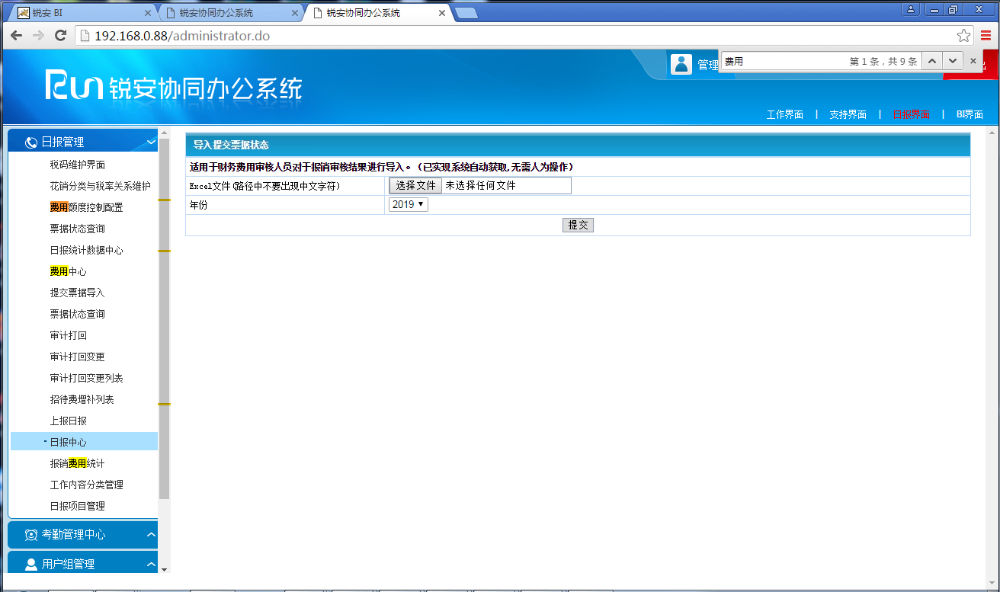 锐安 BI
锐安协同办公系统
锐安协同办公系统
192.168.0.88/administrator.do
费用 第 1 条，共 9 条
Run 锐安协同办公系统
管理
工作界面 | 支持界面 | 日报界面 | BI界面
日报管理
税码维护界面
花销分类与税率关系维护
费用额度控制配置
票据状态查询
日报统计数据中心
费用中心
提交票据导入
票据状态查询
审计打回
审计打回变更
审计打回变更列表
招待费增补列表
上报日报
日报中心
报销费用统计
工作内容分类管理
日报项目管理
考勤管理中心
用户组管理
导入提交票据状态
适用于财务费用审核人员对于报销审核结果进行导入。（已实现系统自动获取,无需人为操作）
Excel文件(路径中不要出现中文字符) 选择文件 未选择任何文件
年份 2019
提交